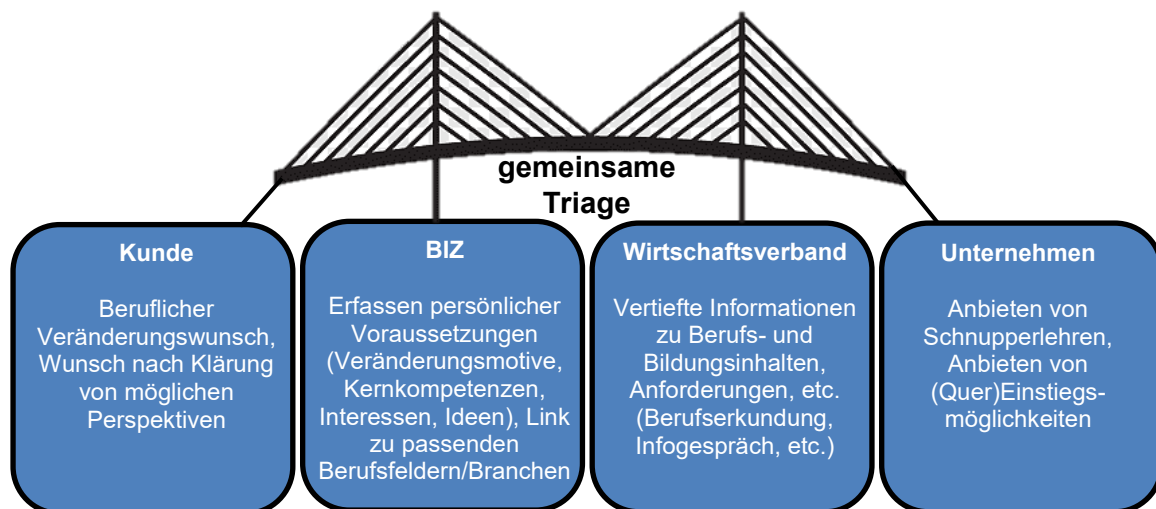 gemeinsame
Triage
Kunde
Beruflicher
Veränderungswunsch,
Wunsch nach Klärung
von möglichen
Perspektiven
BIZ
Erfassen persönlicher
Voraussetzungen
(Veränderungsmotive,
Kernkompetenzen,
Interessen, Ideen), Link
zu passenden
Berufsfeldern/Branchen
Wirtschaftsverband
Vertiefte Informationen
zu Berufs- und
Bildungsinhalten,
Anforderungen, etc.
(Berufserkundung,
Infogespräch, etc.)
Unternehmen
Anbieten von
Schnupperlehren,
Anbieten von
(Quer)Einstiegs-
möglichkeiten